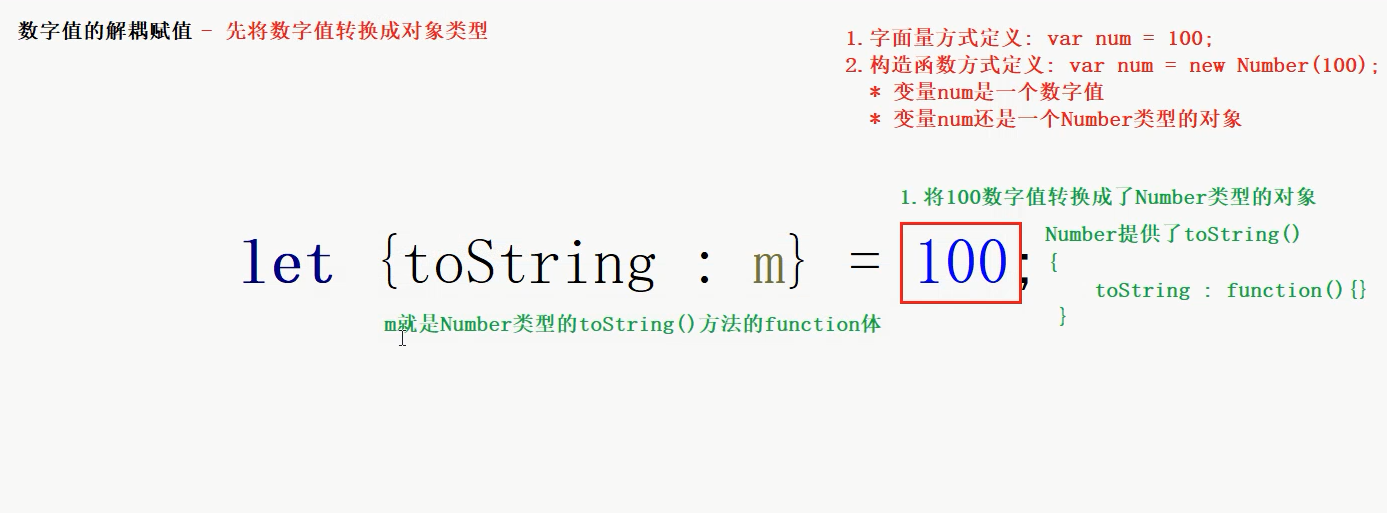 数字值的解耦赋值 - 先将数字值转换成对象类型
1.字面量方式定义: var num = 100;
2.构造函数方式定义: var num = new Number(100);
* 变量num是一个数字值
* 变量num还是一个Number类型的对象
1.将100数字值转换成了Number类型的对象
let {toString : m} = 100;
Number提供了toString()
{
toString : function(){}
}
m就是Number类型的toString()方法的function体